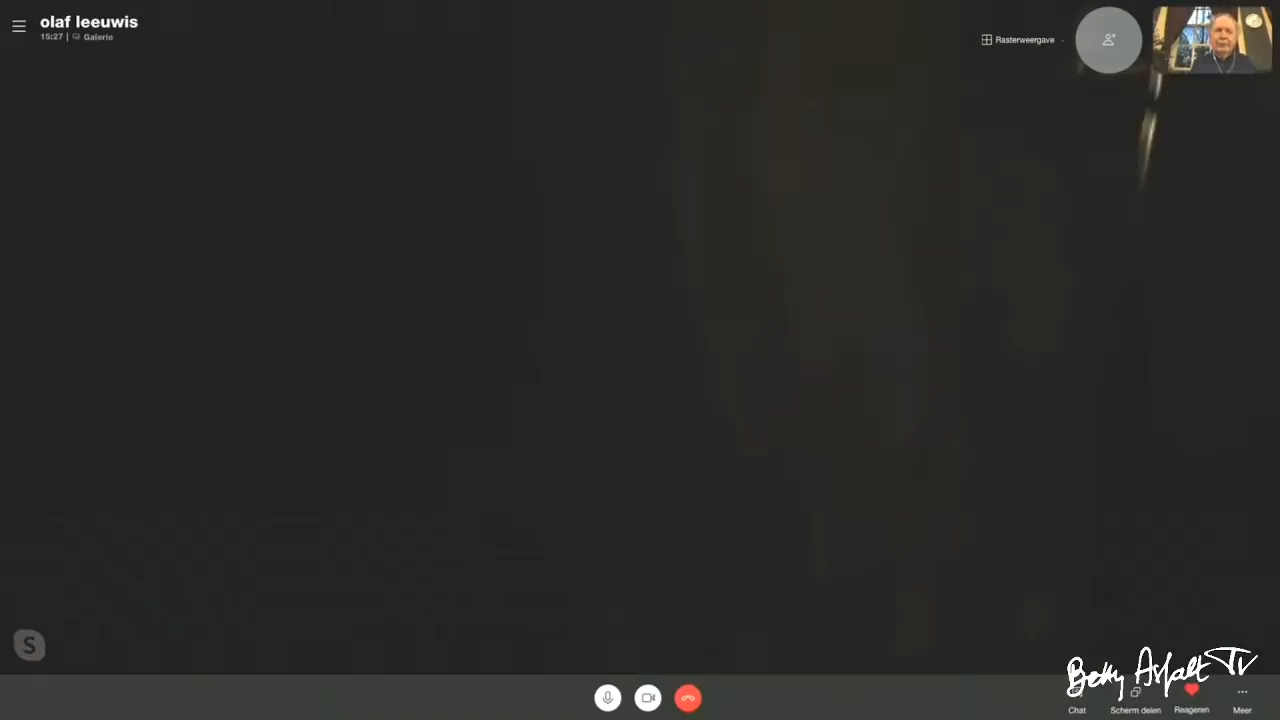 olaf leeuwis
15:27 | Galerie
Rasterweergave
S
Betty Asfalt TV
Chat
Scherm delen
Reageren
Meer